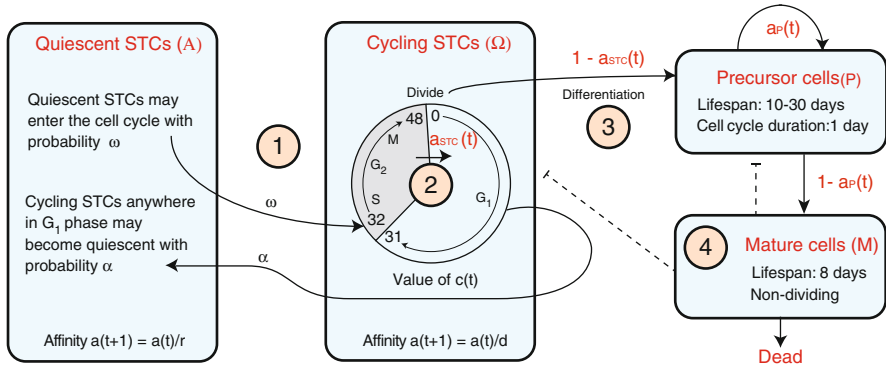 Quiescent STCs (A)
Quiescent STCs may
enter the cell cycle with
probability ω
Cycling STCs anywhere
in G1 phase may
become quiescent with
probability α
Affinity a(t+1) = a(t)/r
1
ω
α
Cycling STCs (Ω)
Divide
48
0
M
aSTC(t)
G2
2
G1
S
32
31
Value of c(t)
Affinity a(t+1) = a(t)/d
1 - aSTC(t)
Differentiation
3
aP(t)
Precursor cells(P)
Lifespan: 10-30 days
Cell cycle duration:1 day
1- aP(t)
4
Mature cells (M)
Lifespan: 8 days
Non-dividing
Dead